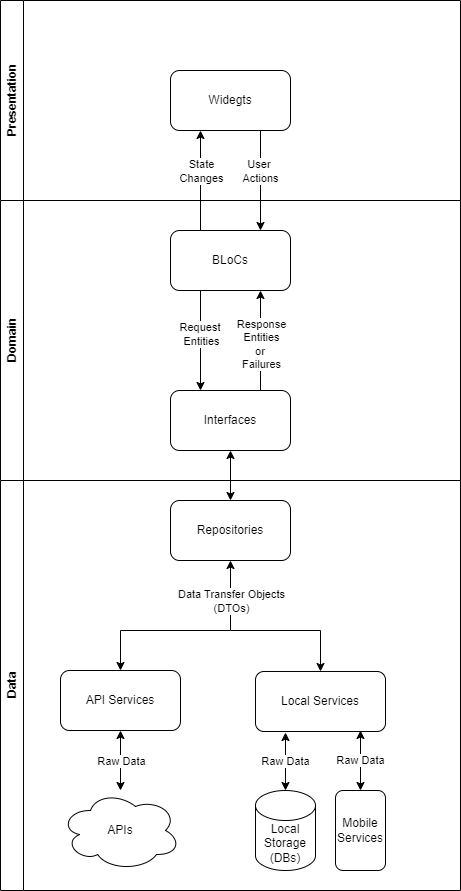 Presentation
Widegts
State
Changes
User
Actions
Domain
BLoCs
Request
Entities
Response
Entities
or
Failures
Interfaces
Data
Repositories
Data Transfer Objects
(DTOs)
API Services
Local Services
Raw Data
Raw Data
Raw Data
APIs
Local
Storage
(DBs)
Mobile
Services